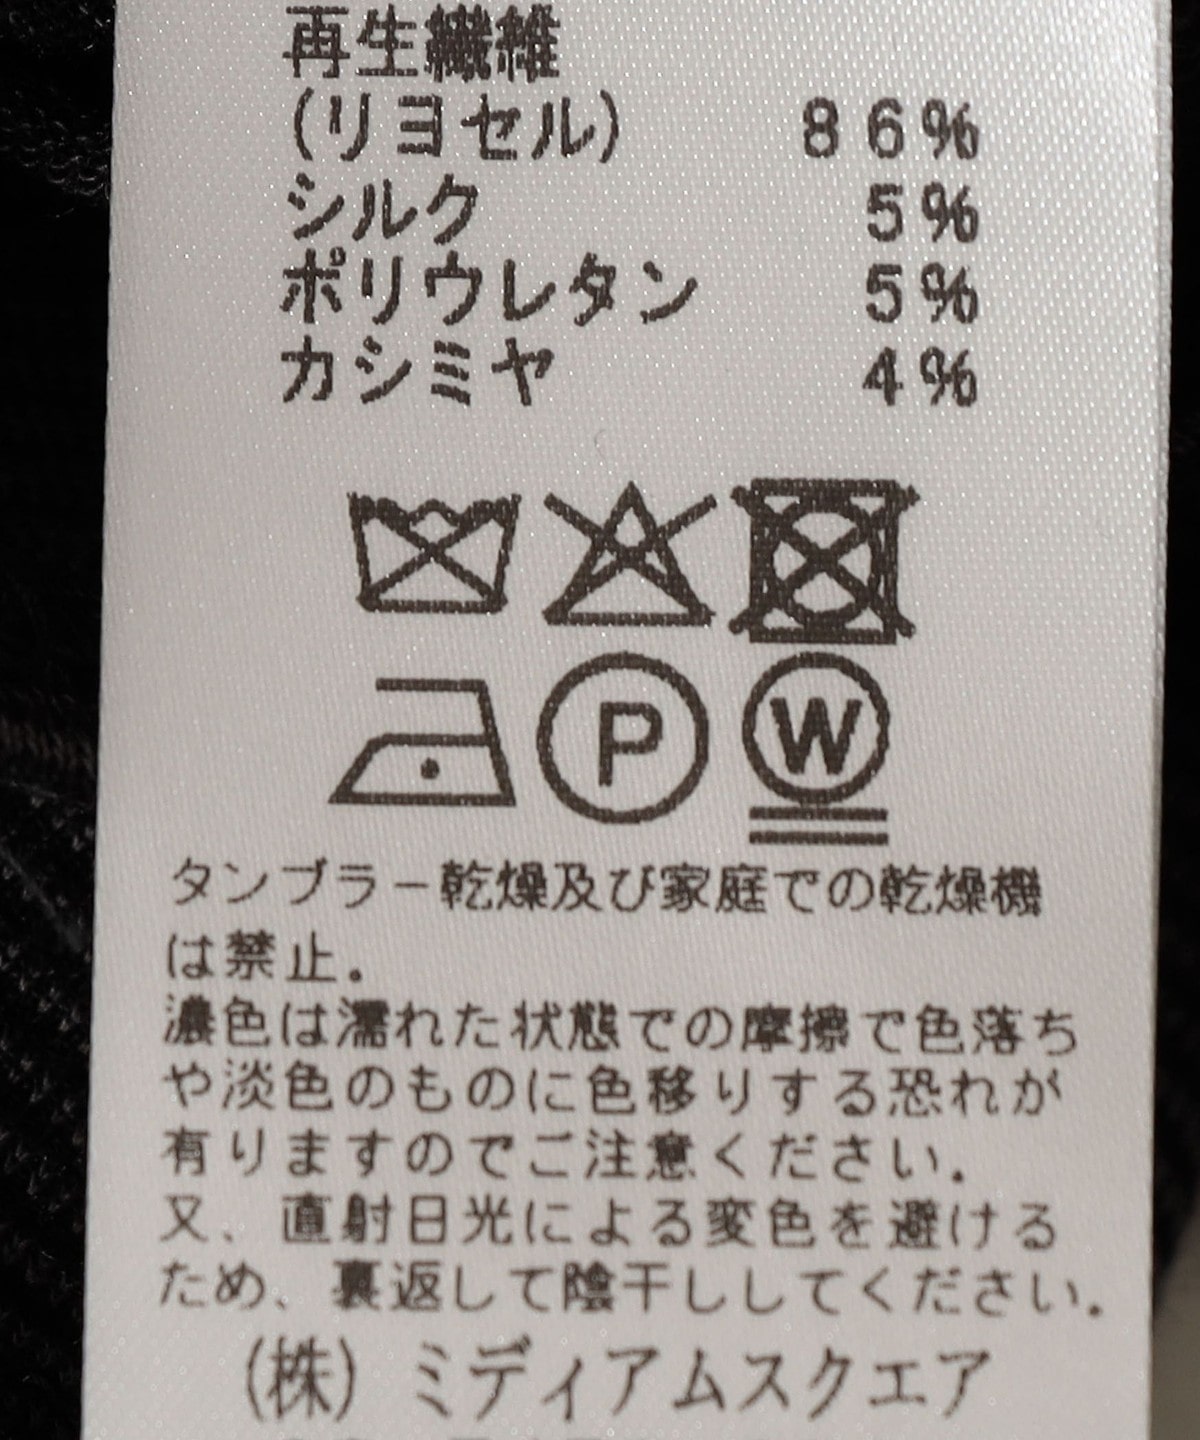 再生繊維
(リヨセル) 86%
シルク 5%
ポリウレタン 5%
カシミヤ 4%
P W
タンブラー乾燥及び家庭での乾燥機
は禁止.
濃色は濡れた状態での摩擦で色落ち
や淡色のものに色移りする恐れが
有りますのでご注意ください.
又、直射日光による変色を避ける
ため、裏返して陰干ししてください.
(株)ミディアムスクエア